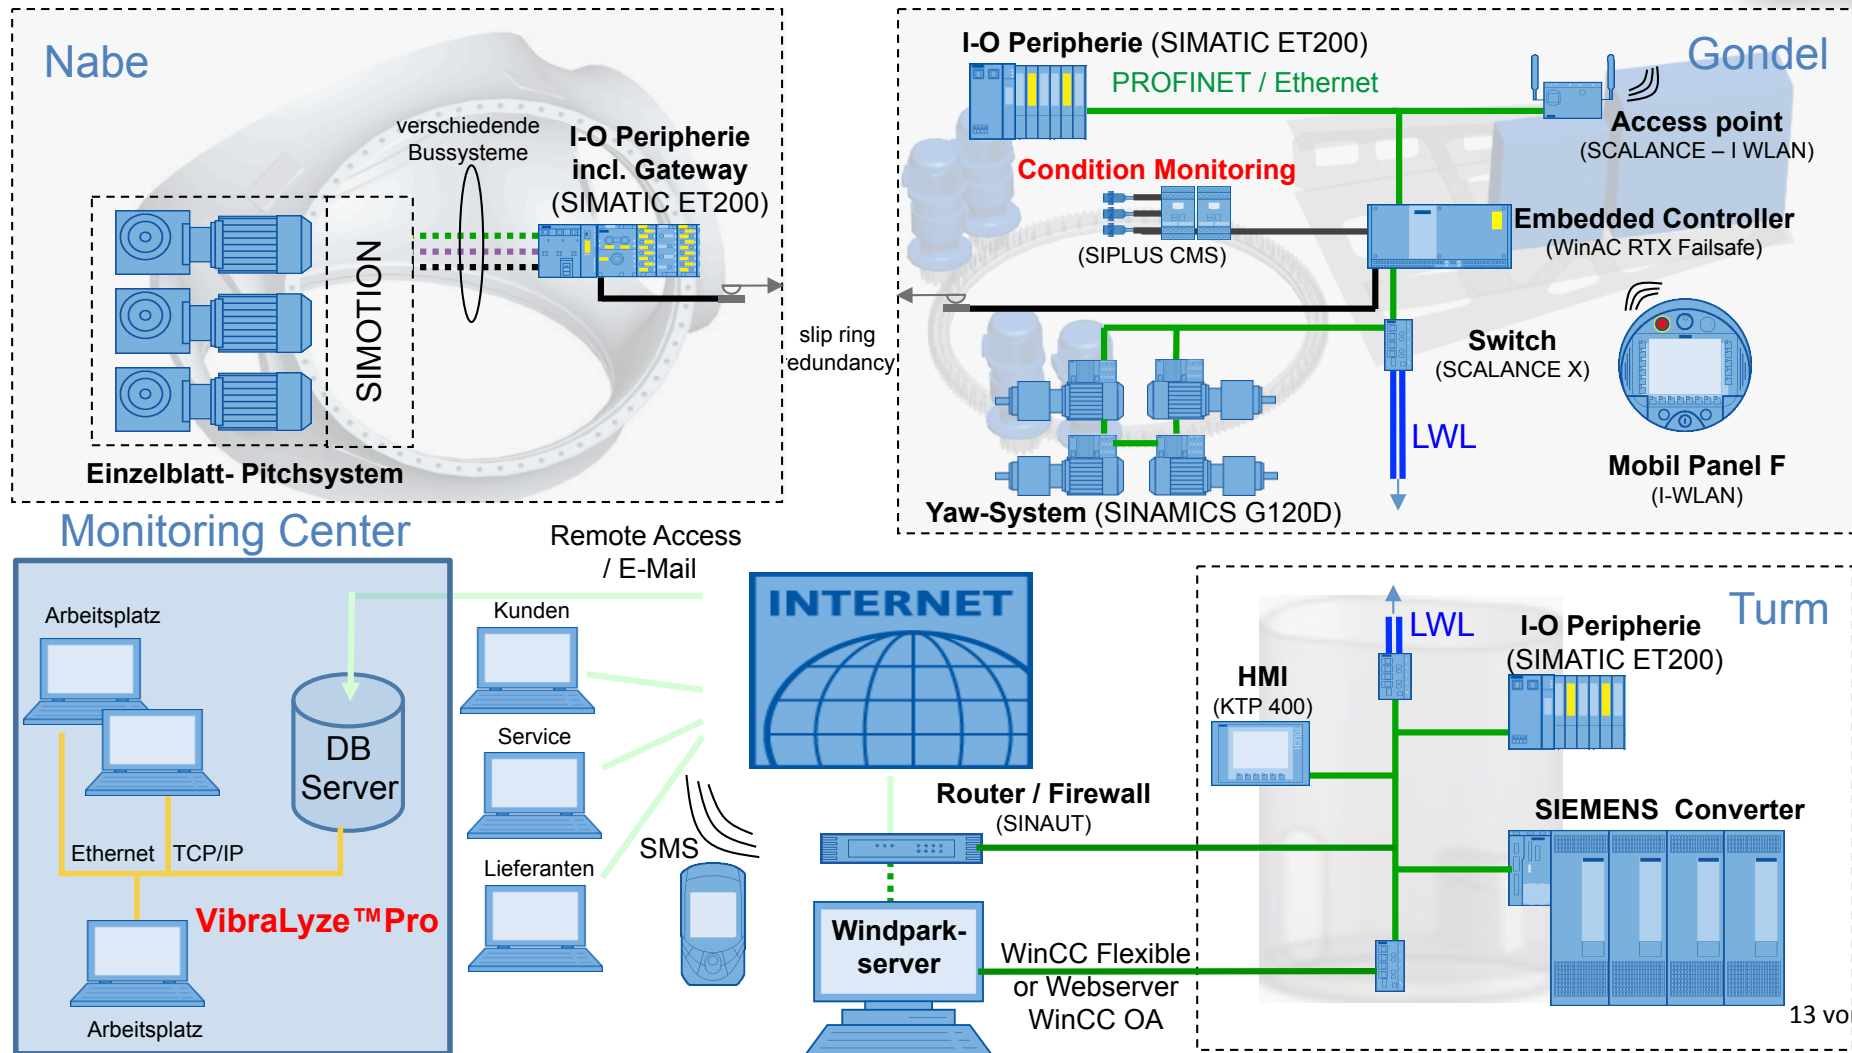 Nabe
verschiedende
Bussysteme
I-O Peripherie
incl. Gateway
(SIMATIC ET200)
SIMOTION
Einzelblatt- Pitchsystem
slip ring
redundancy
Gondel
I-O Peripherie (SIMATIC ET200)
PROFINET / Ethernet
Access point
(SCALANCE – I WLAN)
Condition Monitoring
(SIPLUS CMS)
Embedded Controller
(WinAC RTX Failsafe)
Switch
(SCALANCE X)
LWL
Mobil Panel F
(I-WLAN)
Yaw-System (SINAMICS G120D)
Monitoring Center
Arbeitsplatz
DB
Server
Ethernet TCP/IP
VibraLyze™Pro
Arbeitsplatz
Remote Access
/ E-Mail
Kunden
Service
Lieferanten
SMS
INTERNET
Router / Firewall
(SINAUT)
Windpark-
server
WinCC Flexible
or Webserver
WinCC OA
Turm
LWL
I-O Peripherie
(SIMATIC ET200)
HMI
(KTP 400)
SIEMENS Converter
13 von